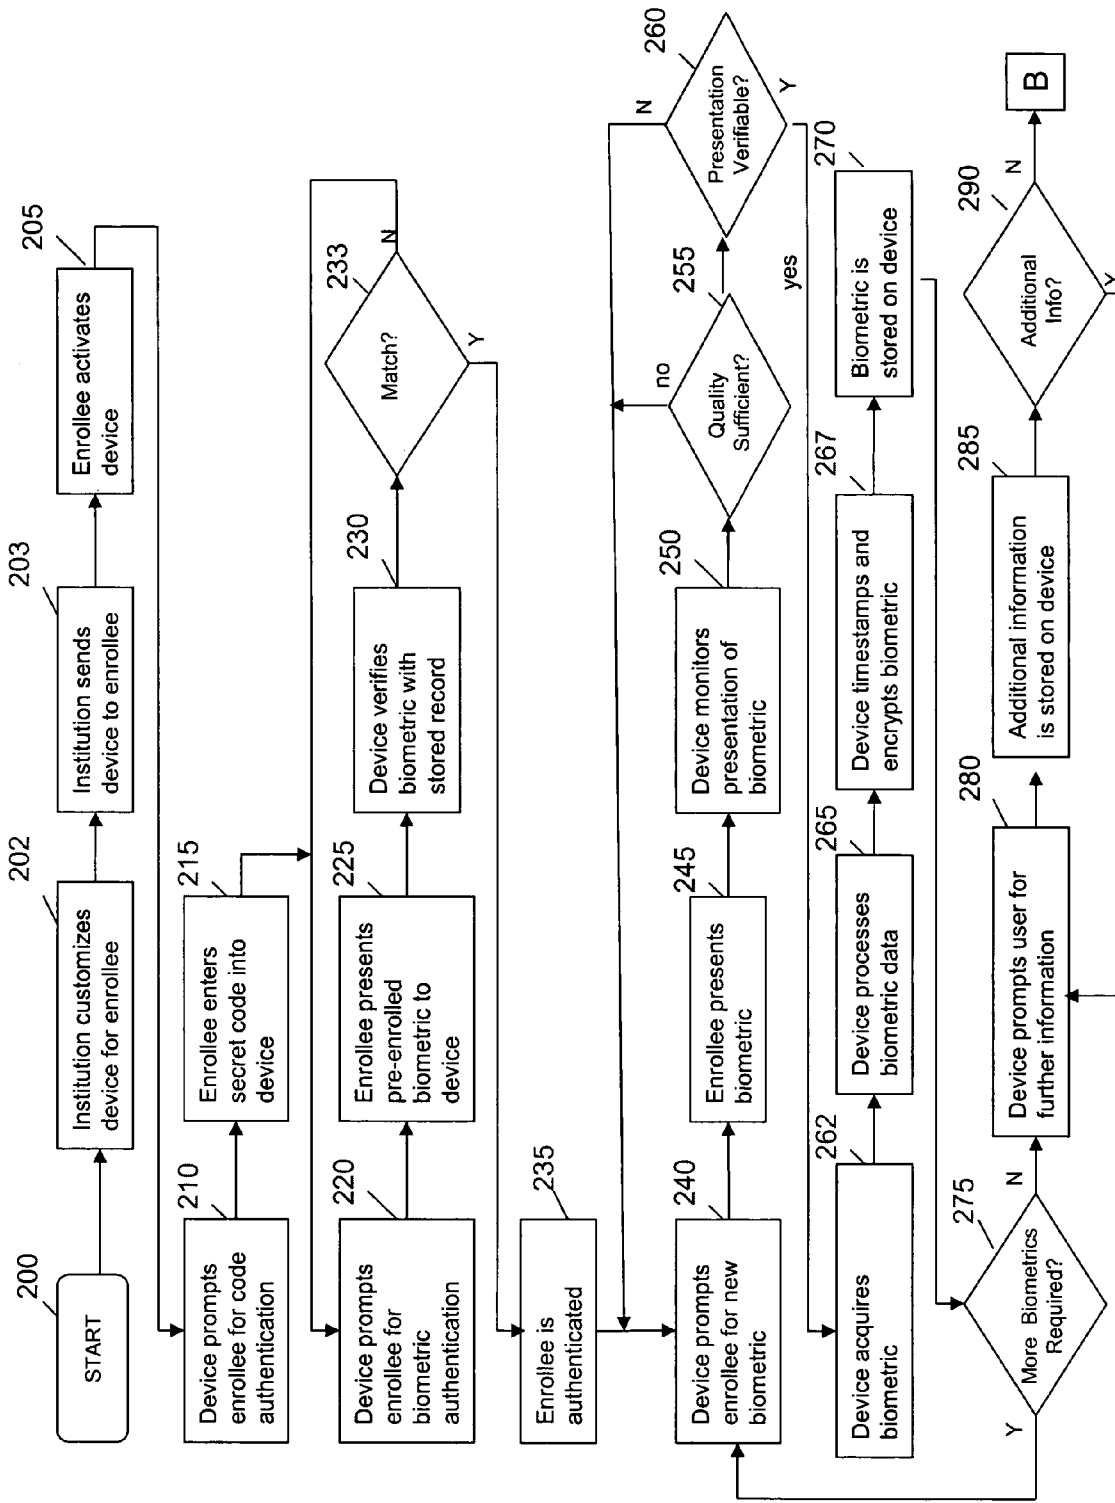 200
START
202
Institution customizes
device for enrollee
203
Institution sends
device to enrollee
205
Enrollee activates
device
210
Device prompts
enrollee for code
authentication
215
Enrollee enters
secret code into
device
220
Device prompts
enrollee for
biometric
authentication
225
Enrollee presents
pre-enrolled
biometric to
device
230
Device verifies
biometric with
stored record
233
Match?
N
Y
235
Enrollee is
authenticated
240
Device prompts
enrollee for new
biometric
245
Enrollee presents
biometric
250
Device monitors
presentation of
biometric
255
Quality
Sufficient?
no
yes
260
Presentation
Verifiable?
N
Y
262
Device acquires
biometric
265
Device processes
biometric data
267
Device timestamps and
encrypts biometric
270
Biometric is
stored on device
275
More Biometrics
Required?
Y
N
280
Device prompts user for
further information
285
Additional information
is stored on device
290
Additional
Info?
N
Y
B